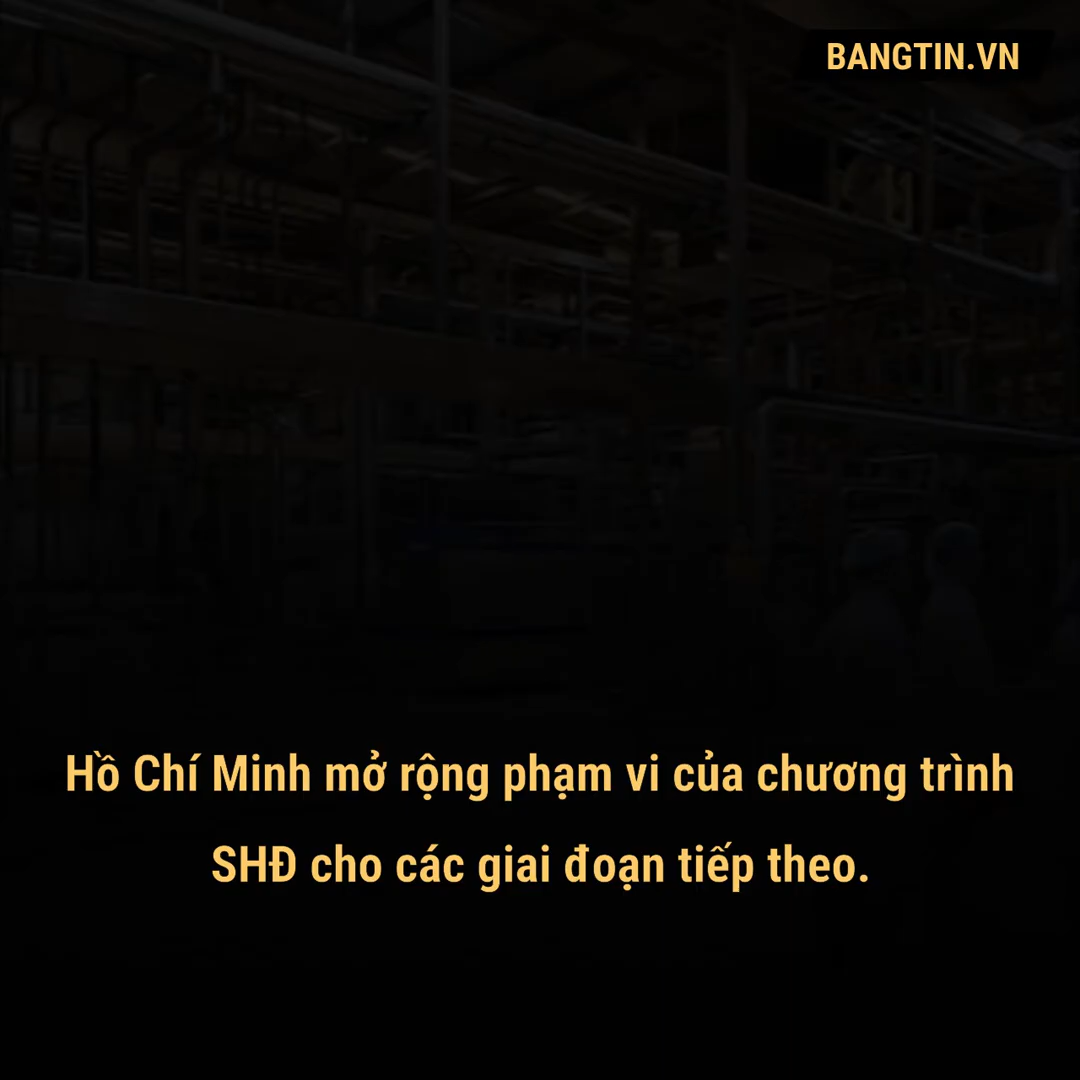 BANGTIN.VN
Hồ Chí Minh mở rộng phạm vi của chương trình
SHĐ cho các giai đoạn tiếp theo.